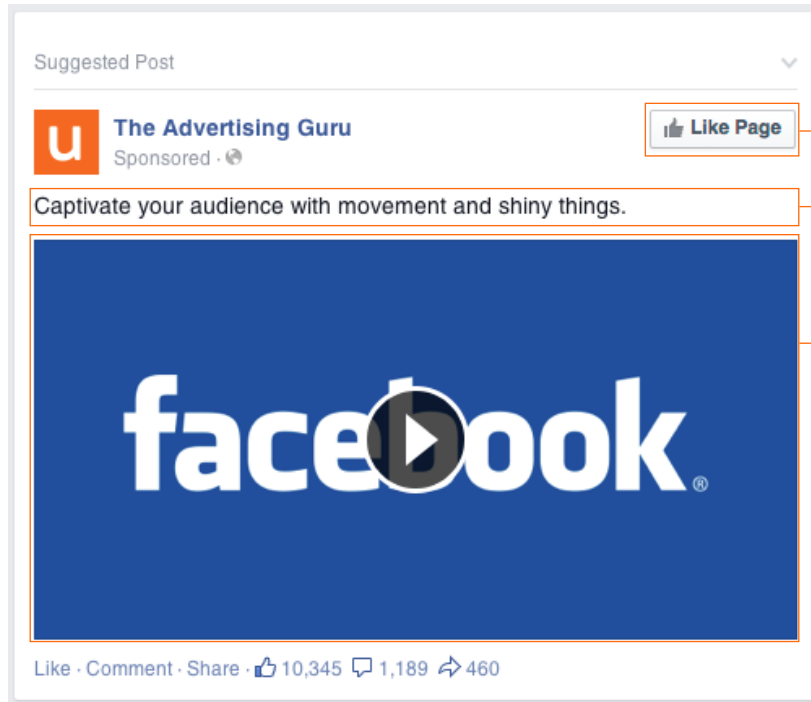 Suggested Post
u
The Advertising Guru
Like Page
Sponsored ·
Captivate your audience with movement and shiny things.
facebook®
Like · Comment · Share · 10,345 1,189 460